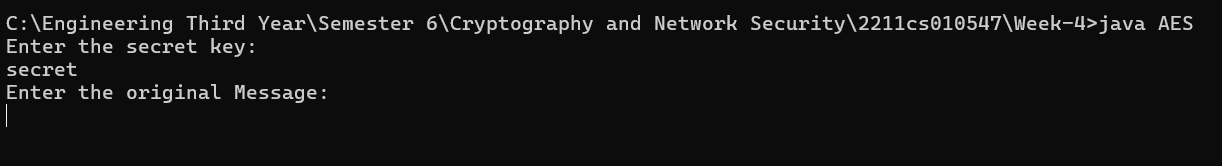 C:\Engineering Third Year\Semester 6\Cryptography and Network Security\2211cs010547\Week-4>java AES
Enter the secret key:
secret
Enter the original Message: